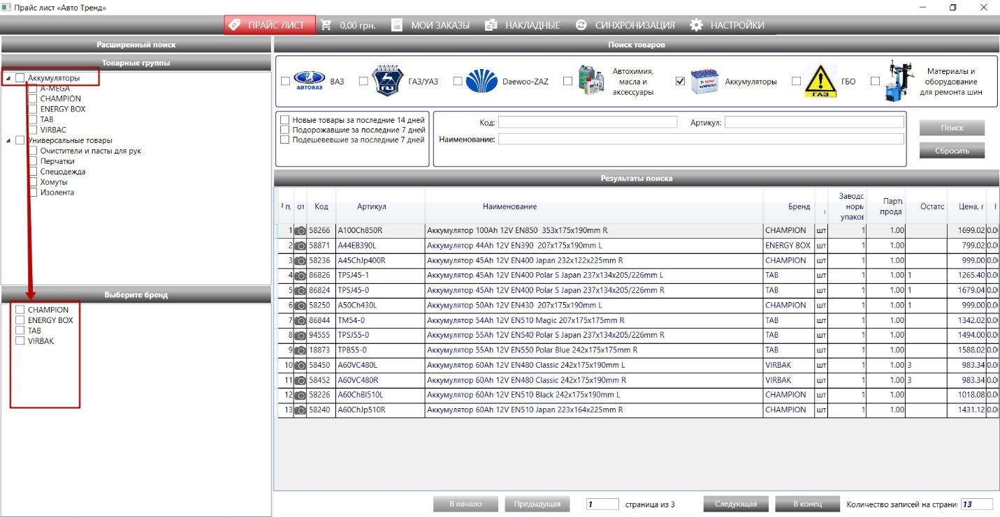 Прайс лист «Авто Тренд»
ПРАЙС ЛИСТ 0,00 грн. МОИ ЗАКАЗЫ НАКЛАДНЫЕ СИНХРОНИЗАЦИЯ НАСТРОЙКИ
Расширенный поиск
Товарные группы
Аккумуляторы
A-MEGA
CHAMPION
ENERGY BOX
TAB
VIRBAC
Универсальные товары
Очистители и пасты для рук
Перчатки
Спецодежда
Хомуты
Изолента
Выберите бренд
CHAMPION
ENERGY BOX
TAB
VIRBAK
Поиск товаров
АВТОВАЗ
ВАЗ
ГАЗ/УАЗ
Daewoo-ZAZ
Автохимия,
масла и
аксессуары
Аккумуляторы
ГАЗ
ГБО
Материалы и
оборудование
для ремонта шин
Новые товары за последние 14 дней
Подорожавшие за последние 7 дней
Подешевевшие за последние 7 дней
Код: Артикул:
Наименование:
Поиск
Сбросить
Результаты поиска
от Код Артикул Наименование Бренд Заводс норм упаков Парти прода Остато Цена, г
1 58266 A100Ch850R Аккумулятор 100Ah 12V EN850 353x175x190mm R CHAMPION шт 1 1.00 1699.02 0.0
2 58871 A44EB390L Аккумулятор 44Ah 12V EN390 207x175x190mm L ENERGY BOX шт 1 1.00 799.02 0.0
3 58236 A45ChJp400R Аккумулятор 45Ah 12V EN400 Japan 232x122x225mm R CHAMPION шт 1 1.00 999.00 0.0
4 86826 TPSJ45-1 Аккумулятор 45Ah 12V EN400 Polar S Japan 237x134x205/226mm L TAB шт 1 1.00 1 1265.40 0.0
5 86824 TPSJ45-0 Аккумулятор 45Ah 12V EN400 Polar S Japan 237x134x205/226mm R TAB шт 1 1.00 1 1679.04 0.0
6 58250 A50Ch430L Аккумулятор 50Ah 12V EN430 207x175x190mm L CHAMPION шт 1 1.00 1 999.00 0.0
7 86844 TM54-0 Аккумулятор 54Ah 12V EN510 Magic 207x175x175mm R TAB шт 1 1.00 1342.02 0.0
8 94555 TPSJ55-0 Аккумулятор 55Ah 12V EN540 Polar S Japan 237x134x205/226mm R TAB шт 1 1.00 1494.00 0.0
9 18873 TPB55-0 Аккумулятор 55Ah 12V EN550 Polar Blue 242x175x175mm R TAB шт 1 1.00 1588.02 0.0
10 58450 A60VC480L Аккумулятор 60Ah 12V EN480 Classic 242x175x190mm L VIRBAK шт 1 1.00 3 983.34 0.0
11 58452 A60VC480R Аккумулятор 60Ah 12V EN480 Classic 242x175x190mm R VIRBAK шт 1 1.00 3 983.34 0.0
12 58226 A60ChBl510L Аккумулятор 60Ah 12V EN510 Black 242x175x190mm L CHAMPION шт 1 1.00 1018.08 0.0
13 58240 A60ChJp510R Аккумулятор 60Ah 12V EN510 Japan 223x164x225mm R CHAMPION шт 1 1.00 1431.12 0.0
В начало Предыдущая 1 страница из 3 Следующая В конец Количество записей на страни 13